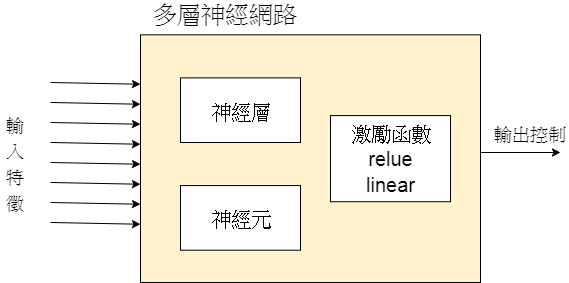 多層神經網路
輸入特徵
神經層
神經元
激勵函數
relue
linear
輸出控制